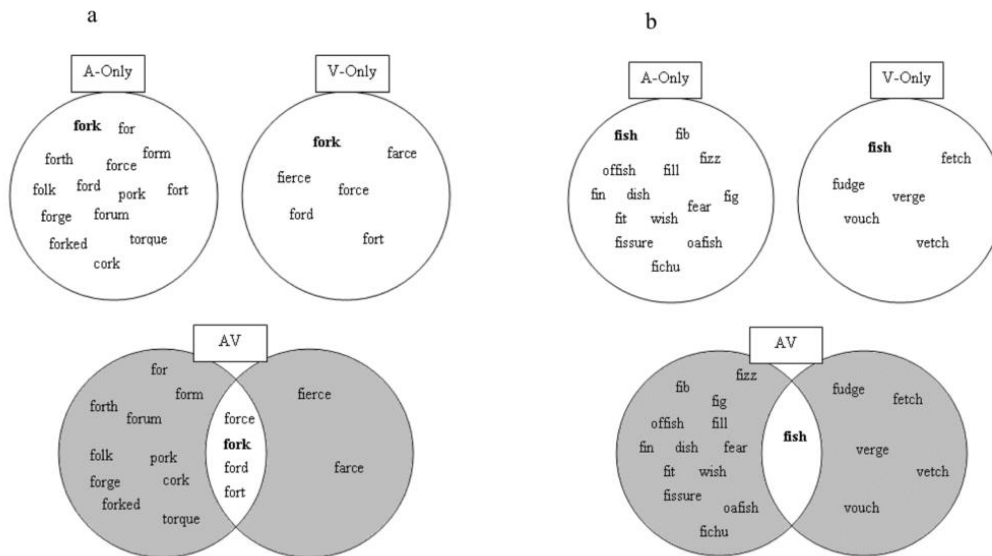 a
A-Only
fork for
forth force form
folk ford pork fort
forge forum
forked torque
cork
V-Only
fork
farce
fierce
force
ford
fort
AV
for
form
forth
forum
folk pork
forge cork
forked
torque
force
fork
ford
fort
fierce
farce
b
A-Only
fish fib
offish fill fizz
fin dish fear fig
fit wish
fissure oafish
fichu
V-Only
fish
fetch
fudge
verge
vouch
vetch
AV
fizz
fib
fig
offish fill
fin dish fear
fit wish
fissure
oafish
fichu
fish
fudge
fetch
verge
vetch
vouch